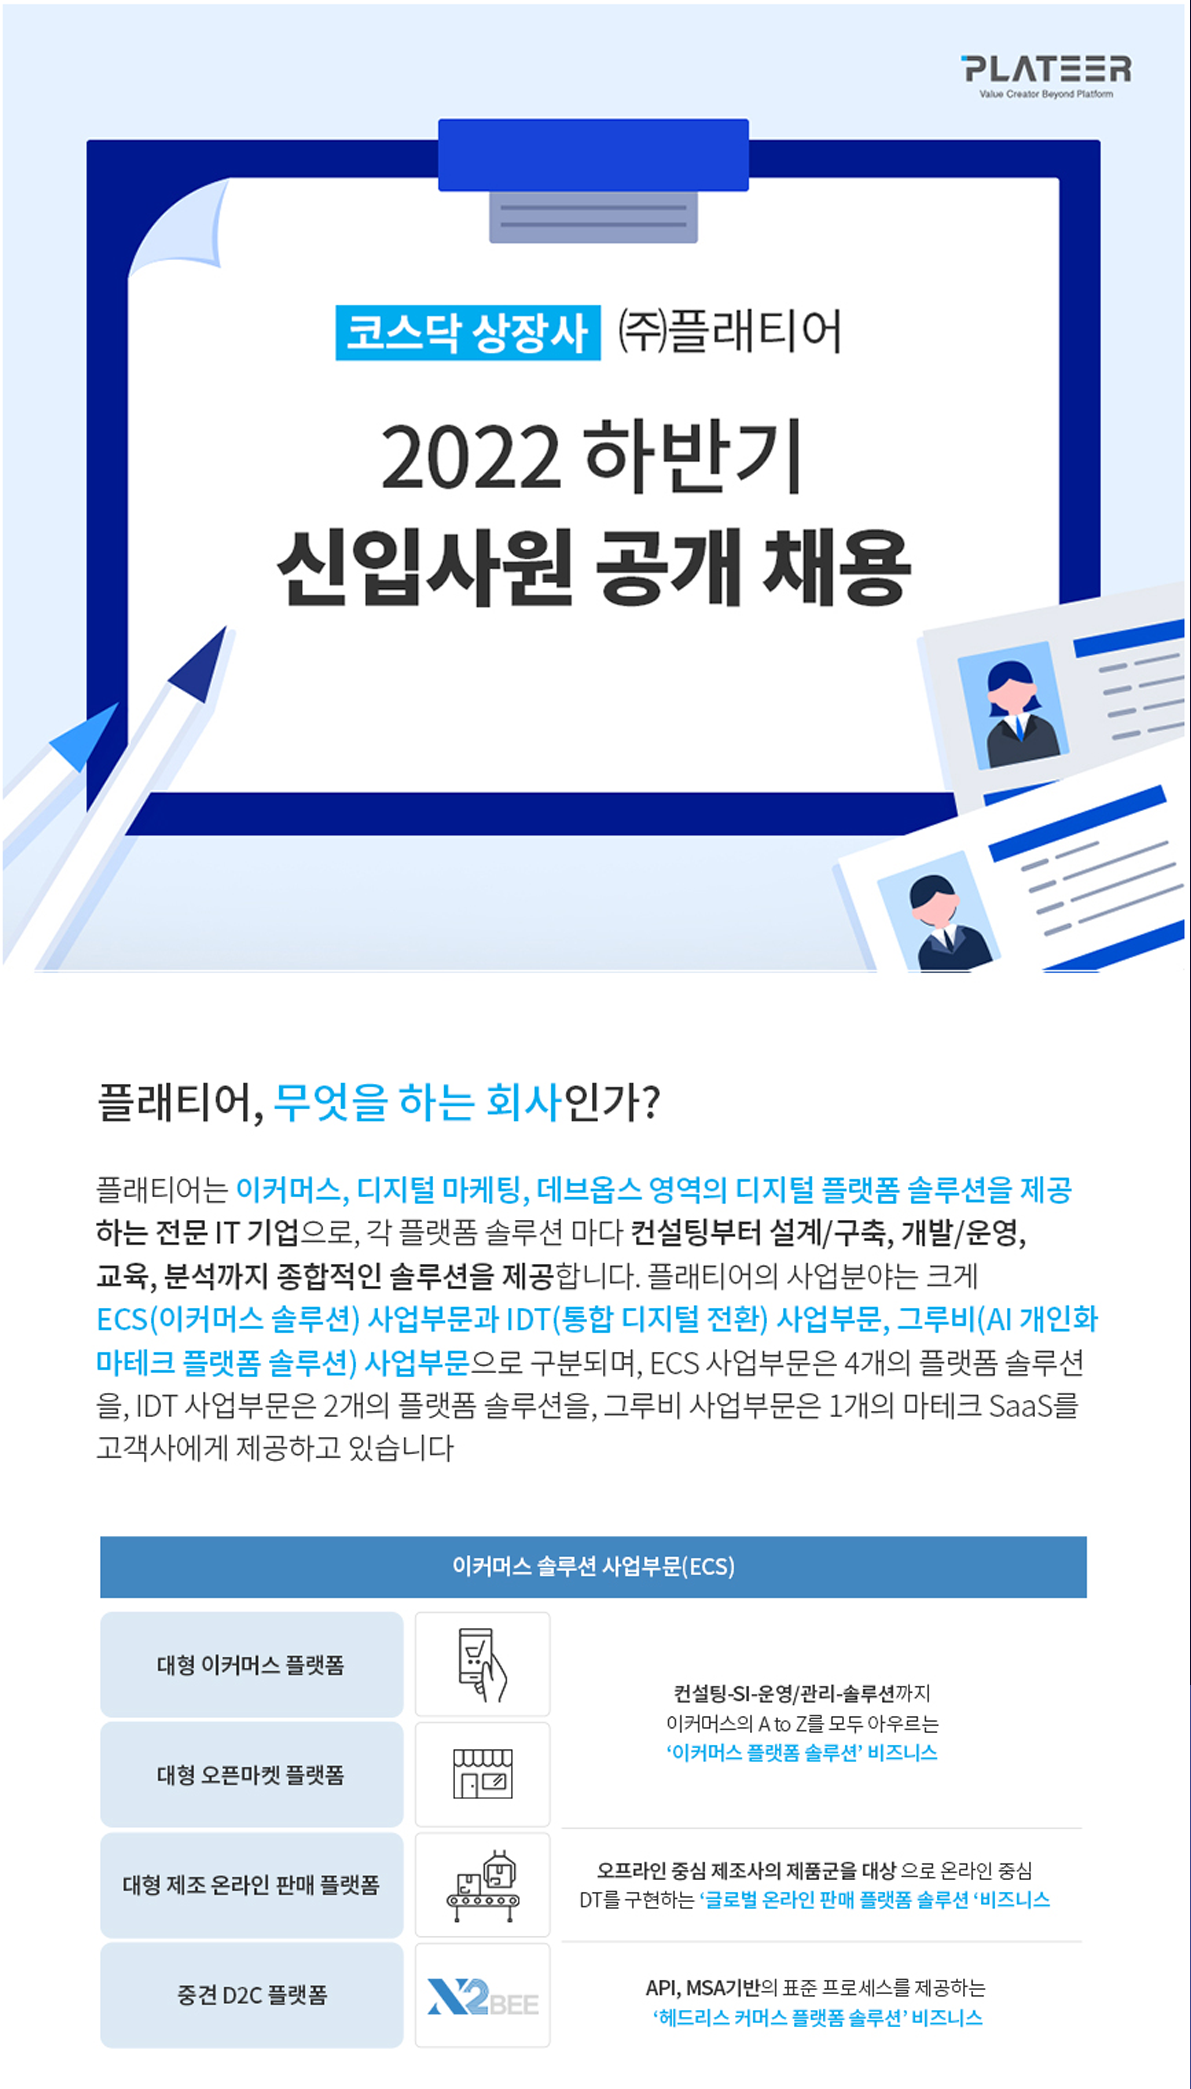 PLATEER
Value Creator Beyond Platform
코스닥 상장사 ㈜플래티어
2022 하반기
신입사원 공개 채용
플래티어, 무엇을 하는 회사인가?
플래티어는 이커머스, 디지털 마케팅, 데브옵스 영역의 디지털 플랫폼 솔루션을 제공
하는 전문 IT 기업으로, 각 플랫폼 솔루션 마다 컨설팅부터 설계/구축, 개발/운영,
교육, 분석까지 종합적인 솔루션을 제공합니다. 플래티어의 사업분야는 크게
ECS(이커머스 솔루션) 사업부문과 IDT(통합 디지털 전환) 사업부문, 그루비(AI 개인화
마테크 플랫폼 솔루션) 사업부문으로 구분되며, ECS 사업부문은 4개의 플랫폼 솔루션
을, IDT 사업부문은 2개의 플랫폼 솔루션을, 그루비 사업부문은 1개의 마테크 SaaS를
고객사에게 제공하고 있습니다
이커머스 솔루션 사업부문(ECS)
대형 이커머스 플랫폼
대형 오픈마켓 플랫폼
컨설팅-SI-운영/관리-솔루션까지
이커머스의 A to Z를 모두 아우르는
‘이커머스 플랫폼 솔루션’ 비즈니스
대형 제조 온라인 판매 플랫폼
오프라인 중심 제조사의 제품군을 대상 으로 온라인 중심
DT를 구현하는 ‘글로벌 온라인 판매 플랫폼 솔루션 ‘비즈니스
중견 D2C 플랫폼
X2BEE
API, MSA기반의 표준 프로세스를 제공하는
‘헤드리스 커머스 플랫폼 솔루션’ 비즈니스